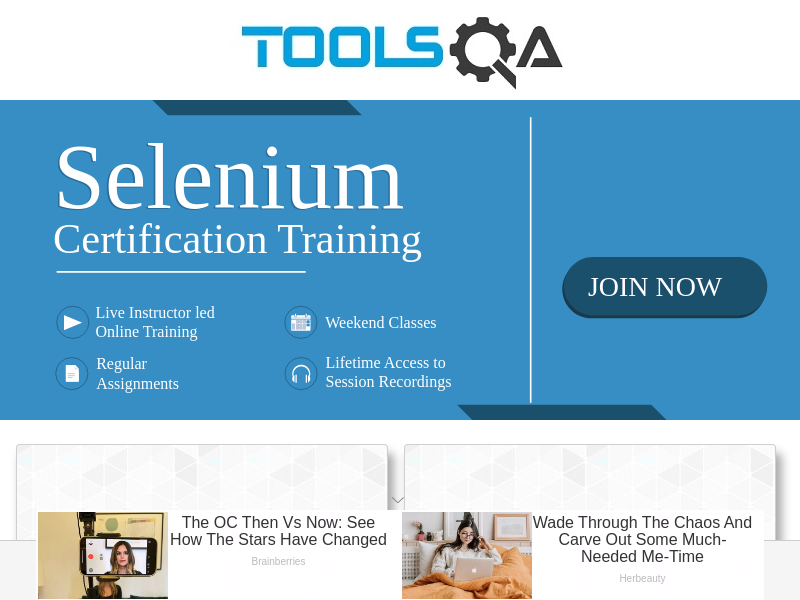 TOOLSQA
Selenium
Certification Training
Live Instructor led
Online Training
Weekend Classes
Regular
Assignments
Lifetime Access to
Session Recordings
JOIN NOW
The OC Then Vs Now: See
How The Stars Have Changed
Brainberries
Wade Through The Chaos And
Carve Out Some Much-
Needed Me-Time
Herbeauty